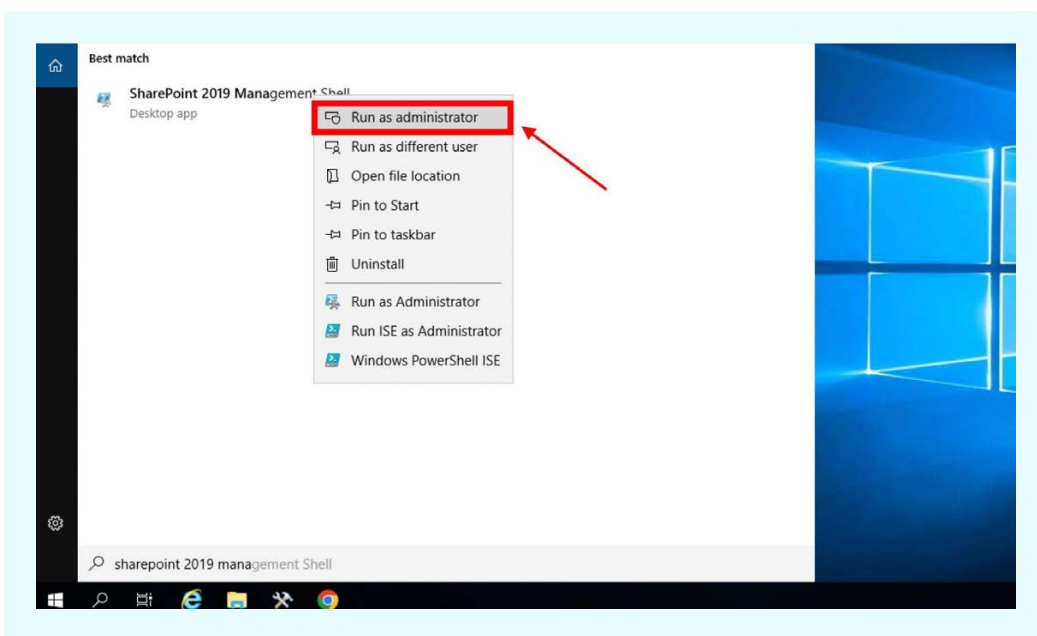 Best match
SharePoint 2019 Management Shell
Desktop app
Run as administrator
Run as different user
Open file location
Pin to Start
Pin to taskbar
Uninstall
Run as Administrator
Run ISE as Administrator
Windows PowerShell ISE
sharepoint 2019 management Shell